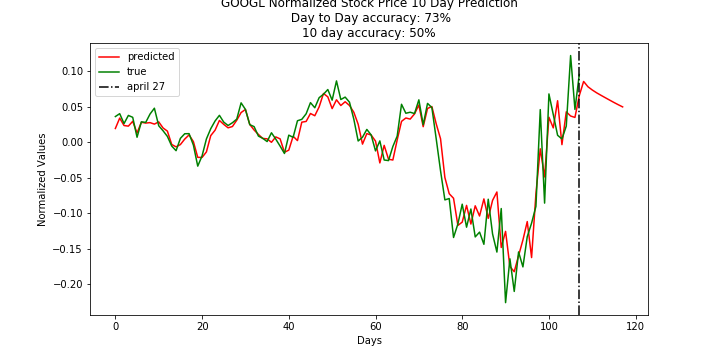 GOOGL Normalized Stock Price 10 Day Prediction
Day to Day accuracy: 73%
10 day accuracy: 50%
predicted
true
april 27
0.10
0.05
0.00
−0.05
−0.10
−0.15
−0.20
Normalized Values
0 20 40 60 80 100 120
Days